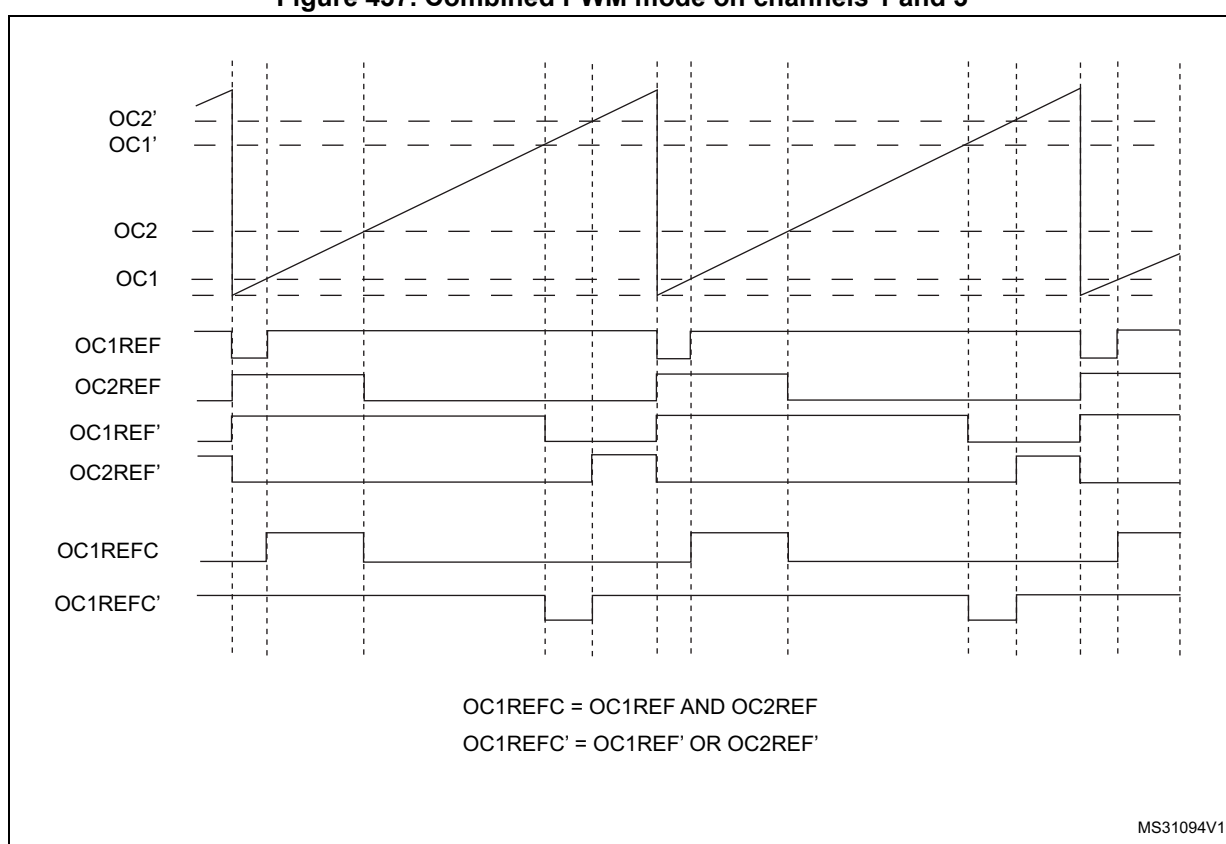 Figure 437. Combined PWM mode on channels 1 and 3
OC2’
OC1’
OC2
OC1
OC1REF
OC2REF
OC1REF’
OC2REF’
OC1REFC
OC1REFC’
OC1REFC = OC1REF AND OC2REF
OC1REFC’ = OC1REF’ OR OC2REF’
MS31094V1